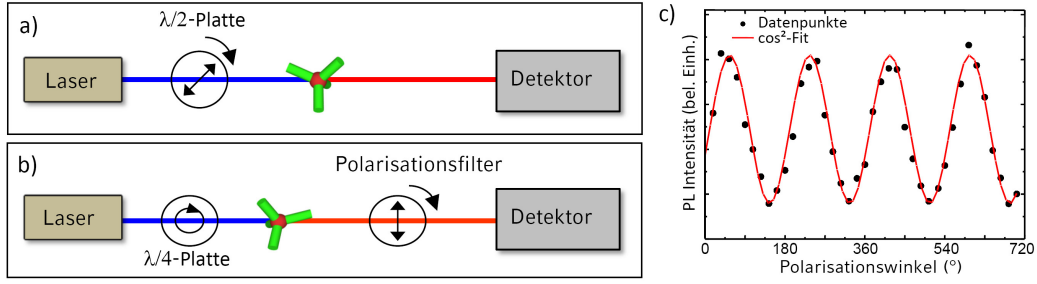 a)
λ/2-Platte
Laser
Detektor
b)
Polarisationsfilter
Laser
Detektor
λ/4-Platte
c)
Datenpunkte
cos²-Fit
PL Intensität (bel. Einh.)
0 180 360 540 720
Polarisationswinkel (°)